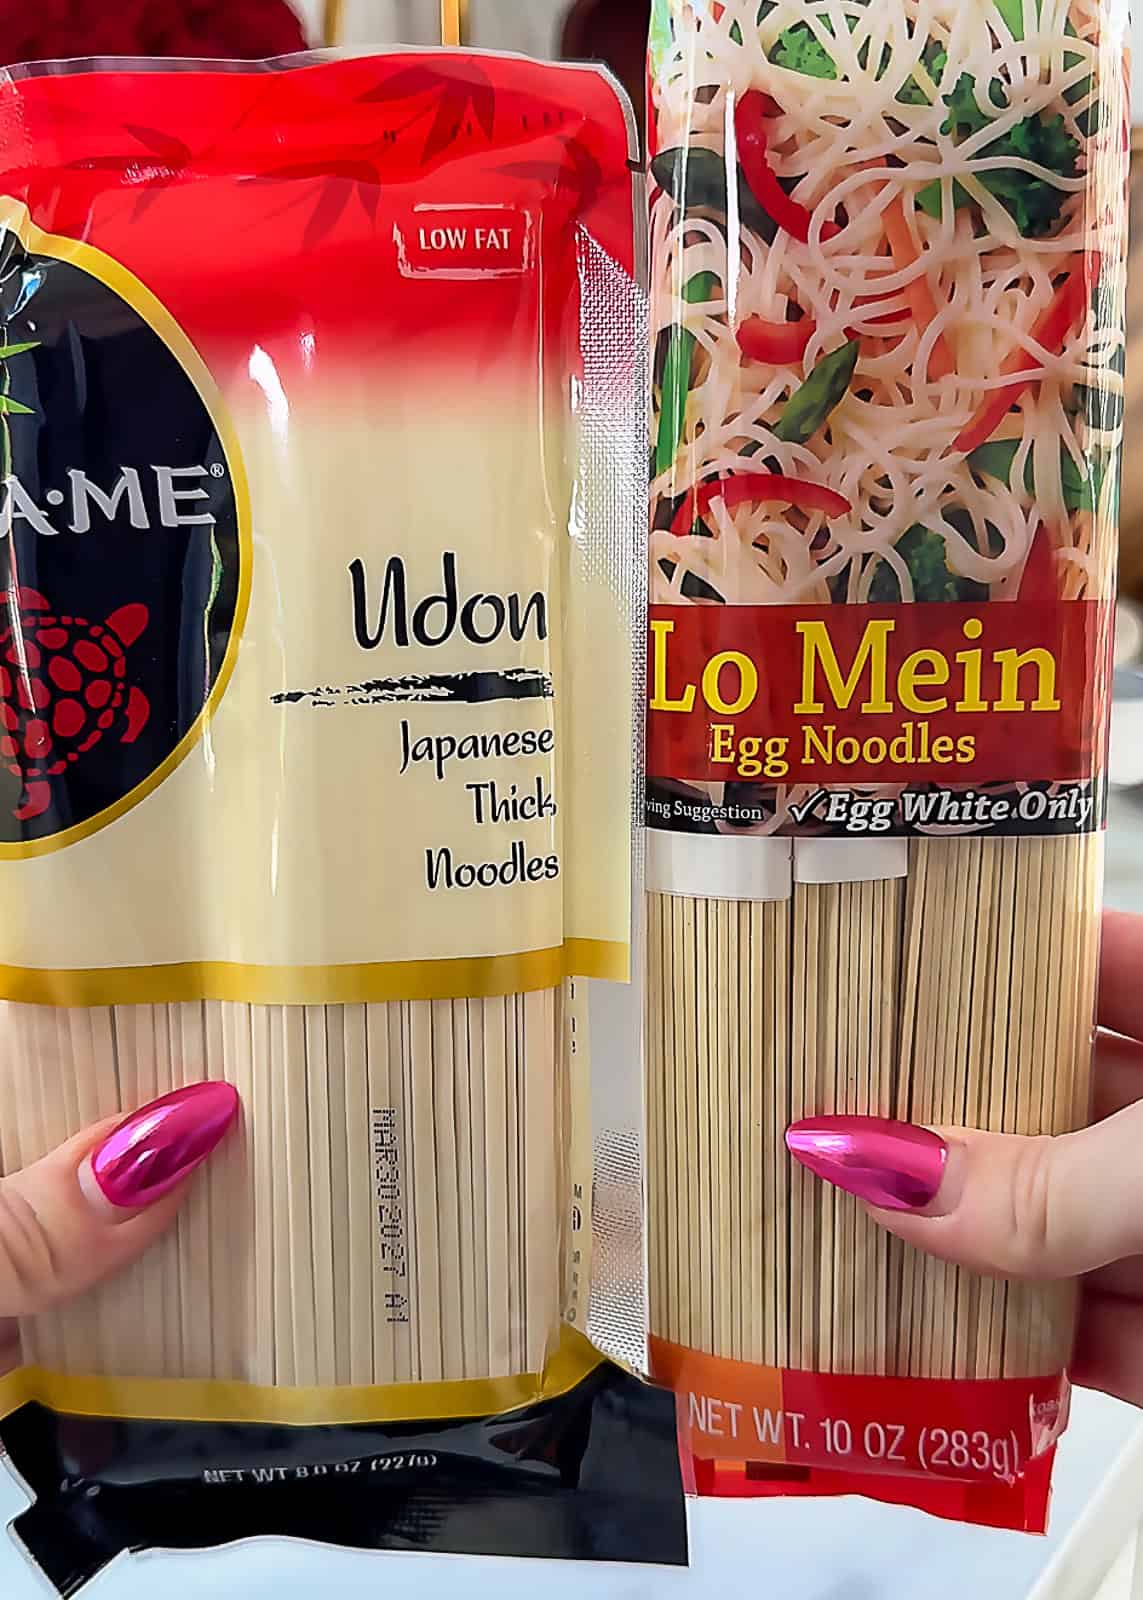 LOW FAT
A·ME®
Udon
Japanese
Thick
Noodles
MAR302027 A1
NET WT 8.0 OZ (227g)
Lo Mein
Egg Noodles
ving Suggestion ✓Egg White Only
NET WT. 10 OZ (283g)